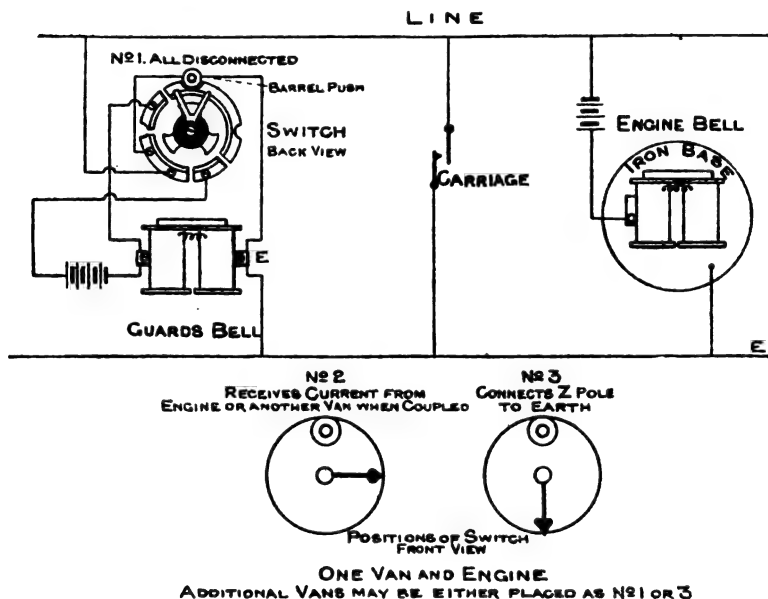 LINE
Nº1. ALL DISCONNECTED
BARREL PUSH
SWITCH
BACK VIEW
ENGINE BELL
IRON BASE
CARRIAGE
E
GUARDS BELL
E
Nº2
RECEIVES CURRENT FROM
ENGINE OR ANOTHER VAN WHEN COUPLED
Nº3
CONNECTS Z POLE
TO EARTH
POSITIONS OF SWITCH
FRONT VIEW
ONE VAN AND ENGINE
ADDITIONAL VANS MAY BE EITHER PLACED AS Nº1 OR 3